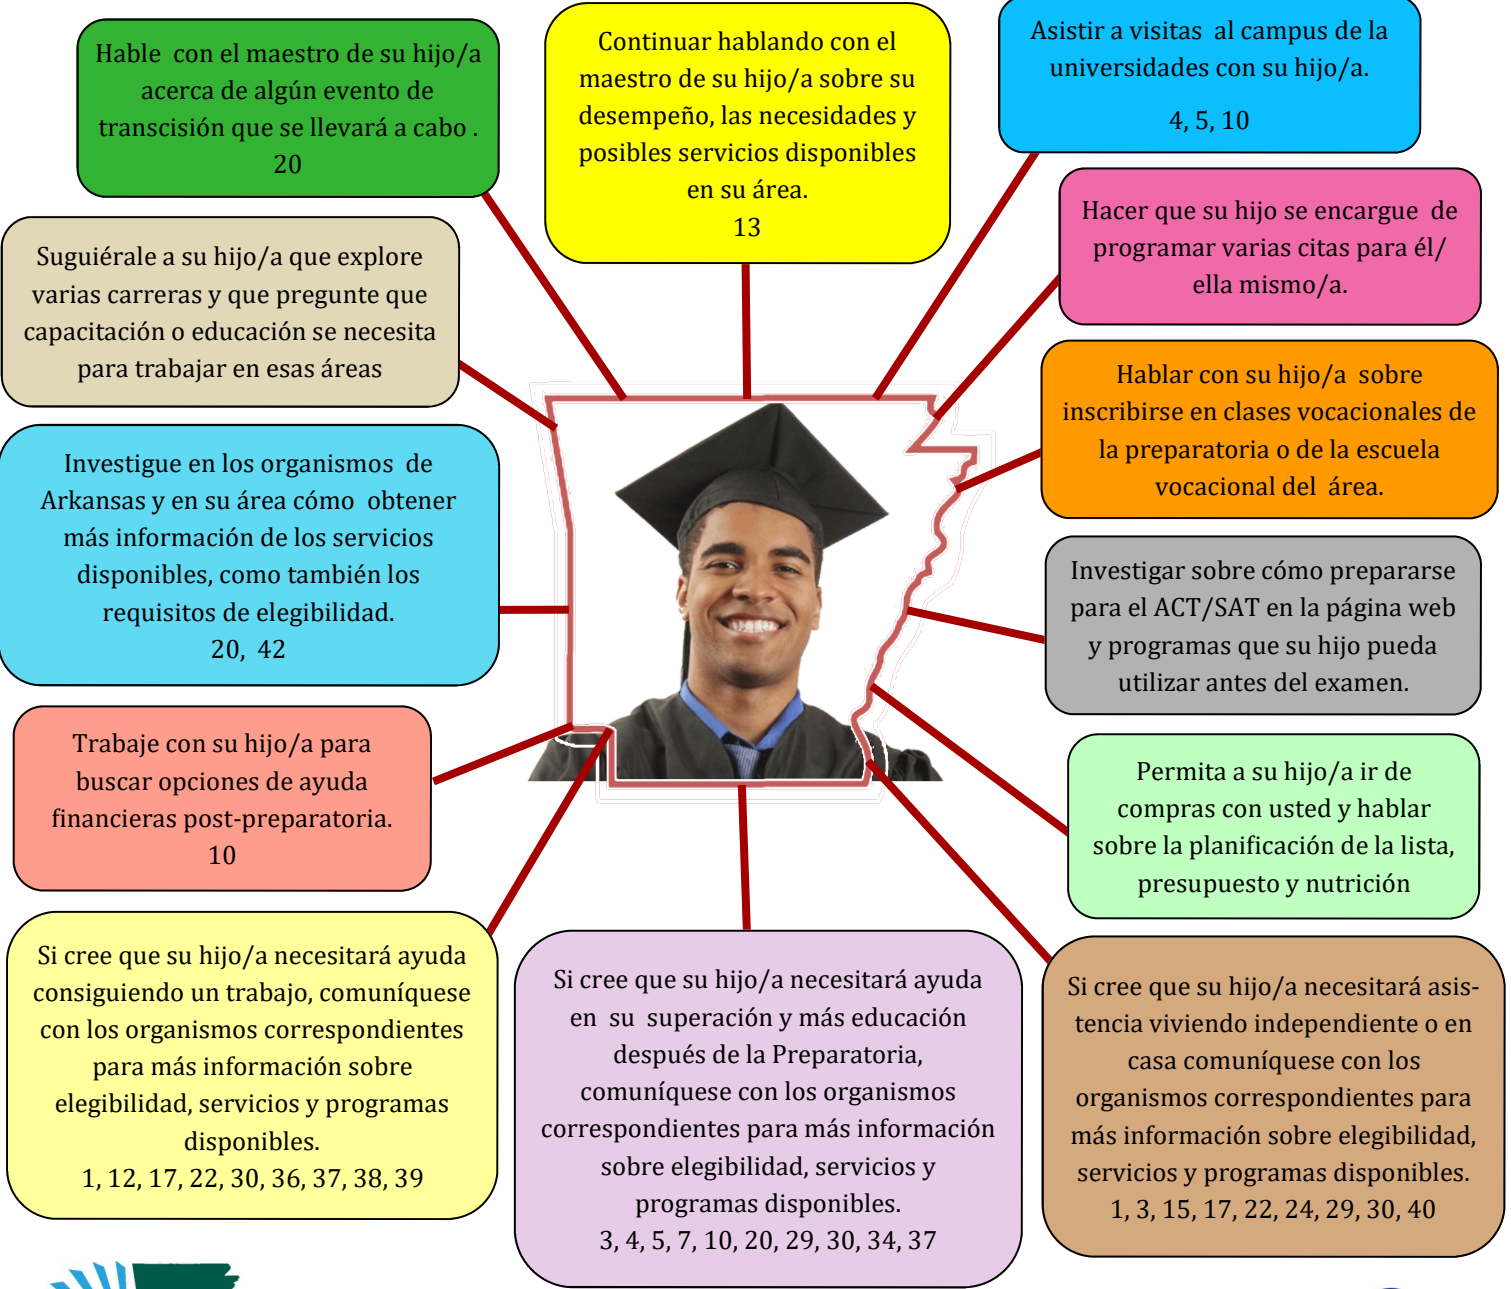 Hable con el maestro de su hijo/a
acerca de algún evento de
transcisión que se llevará a cabo .
20
Continuar hablando con el
maestro de su hijo/a sobre su
desempeño, las necesidades y
posibles servicios disponibles
en su área.
13
Asistir a visitas al campus de la
universidades con su hijo/a.
4, 5, 10
Hacer que su hijo se encargue de
programar varias citas para él/
ella mismo/a.
Suguiérale a su hijo/a que explore
varias carreras y que pregunte que
capacitación o educación se necesita
para trabajar en esas áreas
Hablar con su hijo/a sobre
inscribirse en clases vocacionales de
la preparatoria o de la escuela
vocacional del área.
Investigue en los organismos de
Arkansas y en su área cómo obtener
más información de los servicios
disponibles, como también los
requisitos de elegibilidad.
20, 42
Investigar sobre cómo prepararse
para el ACT/SAT en la página web
y programas que su hijo pueda
utilizar antes del examen.
Trabaje con su hijo/a para
buscar opciones de ayuda
financieras post-preparatoria.
10
Permita a su hijo/a ir de
compras con usted y hablar
sobre la planificación de la lista,
presupuesto y nutrición
Si cree que su hijo/a necesitará ayuda
consiguiendo un trabajo, comuníquese
con los organismos correspondientes
para más información sobre
elegibilidad, servicios y programas
disponibles.
1, 12, 17, 22, 30, 36, 37, 38, 39
Si cree que su hijo/a necesitará ayuda
en su superación y más educación
después de la Preparatoria,
comuníquese con los organismos
correspondientes para más información
sobre elegibilidad, servicios y
programas disponibles.
3, 4, 5, 7, 10, 20, 29, 30, 34, 37
Si cree que su hijo/a necesitará asis-
tencia viviendo independiente o en
casa comuníquese con los
organismos correspondientes para
más información sobre elegibilidad,
servicios y programas disponibles.
1, 3, 15, 17, 22, 24, 29, 30, 40